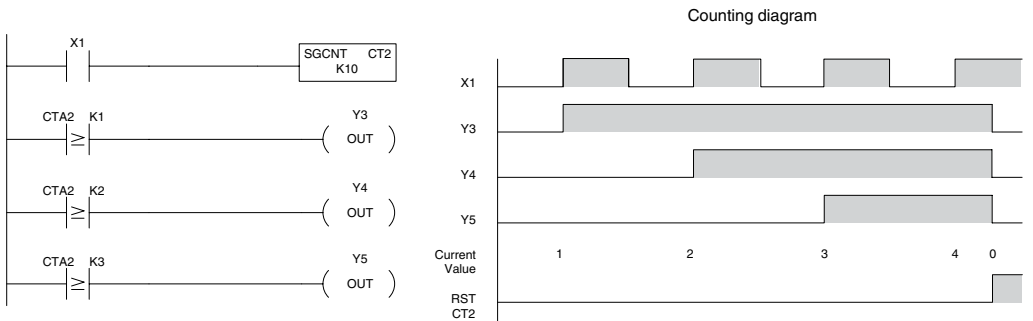 Counting diagram
X1
SGCNT CT2
K10
CTA2 K1
≥
Y3
OUT
CTA2 K2
≥
Y4
OUT
CTA2 K3
≥
Y5
OUT
X1
Y3
Y4
Y5
Current
Value
1 2 3 4 0
RST
CT2